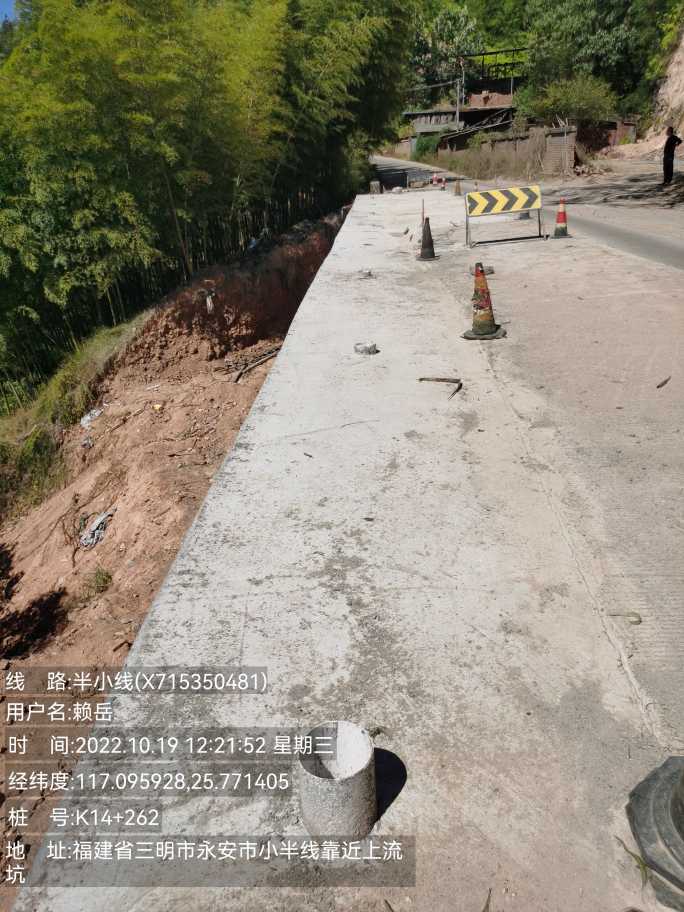 线 路:半小线(X715350481)
用户名:赖岳
时 间:2022.10.19 12:21:52 星期三
经纬度:117.095928,25.771405
桩 号:K14+262
地 址:福建省三明市永安市小半线靠近上流
坑